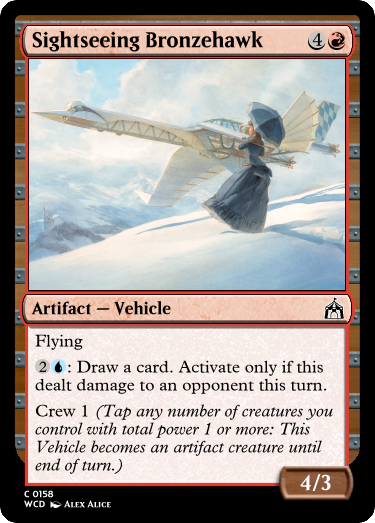 Sightseeing Bronzehawk 4
Artifact — Vehicle
Flying
2: Draw a card. Activate only if this
dealt damage to an opponent this turn.
Crew 1 (Tap any number of creatures you
control with total power 1 or more: This
Vehicle becomes an artifact creature until
end of turn.)
4/3
C 0158
WCD Alex Alice